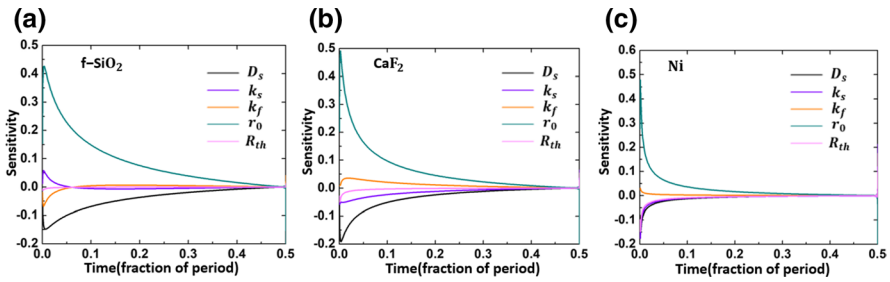 (a)
f–SiO₂
Sensitivity
0.5
0.4
0.3
0.2
0.1
0.0
-0.1
-0.2
Dₛ
kₛ
k_f
r₀
Rₜₕ
0.0 0.1 0.2 0.3 0.4 0.5
Time(fraction of period)
(b)
CaF₂
Sensitivity
0.5
0.4
0.3
0.2
0.1
0.0
-0.1
-0.2
Dₛ
kₛ
k_f
r₀
Rₜₕ
0.0 0.1 0.2 0.3 0.4 0.5
Time(fraction of period)
(c)
Ni
Sensitivity
0.6
0.5
0.4
0.3
0.2
0.1
0.0
-0.1
-0.2
Dₛ
kₛ
k_f
r₀
Rₜₕ
0.0 0.1 0.2 0.3 0.4 0.5
Time(fraction of period)